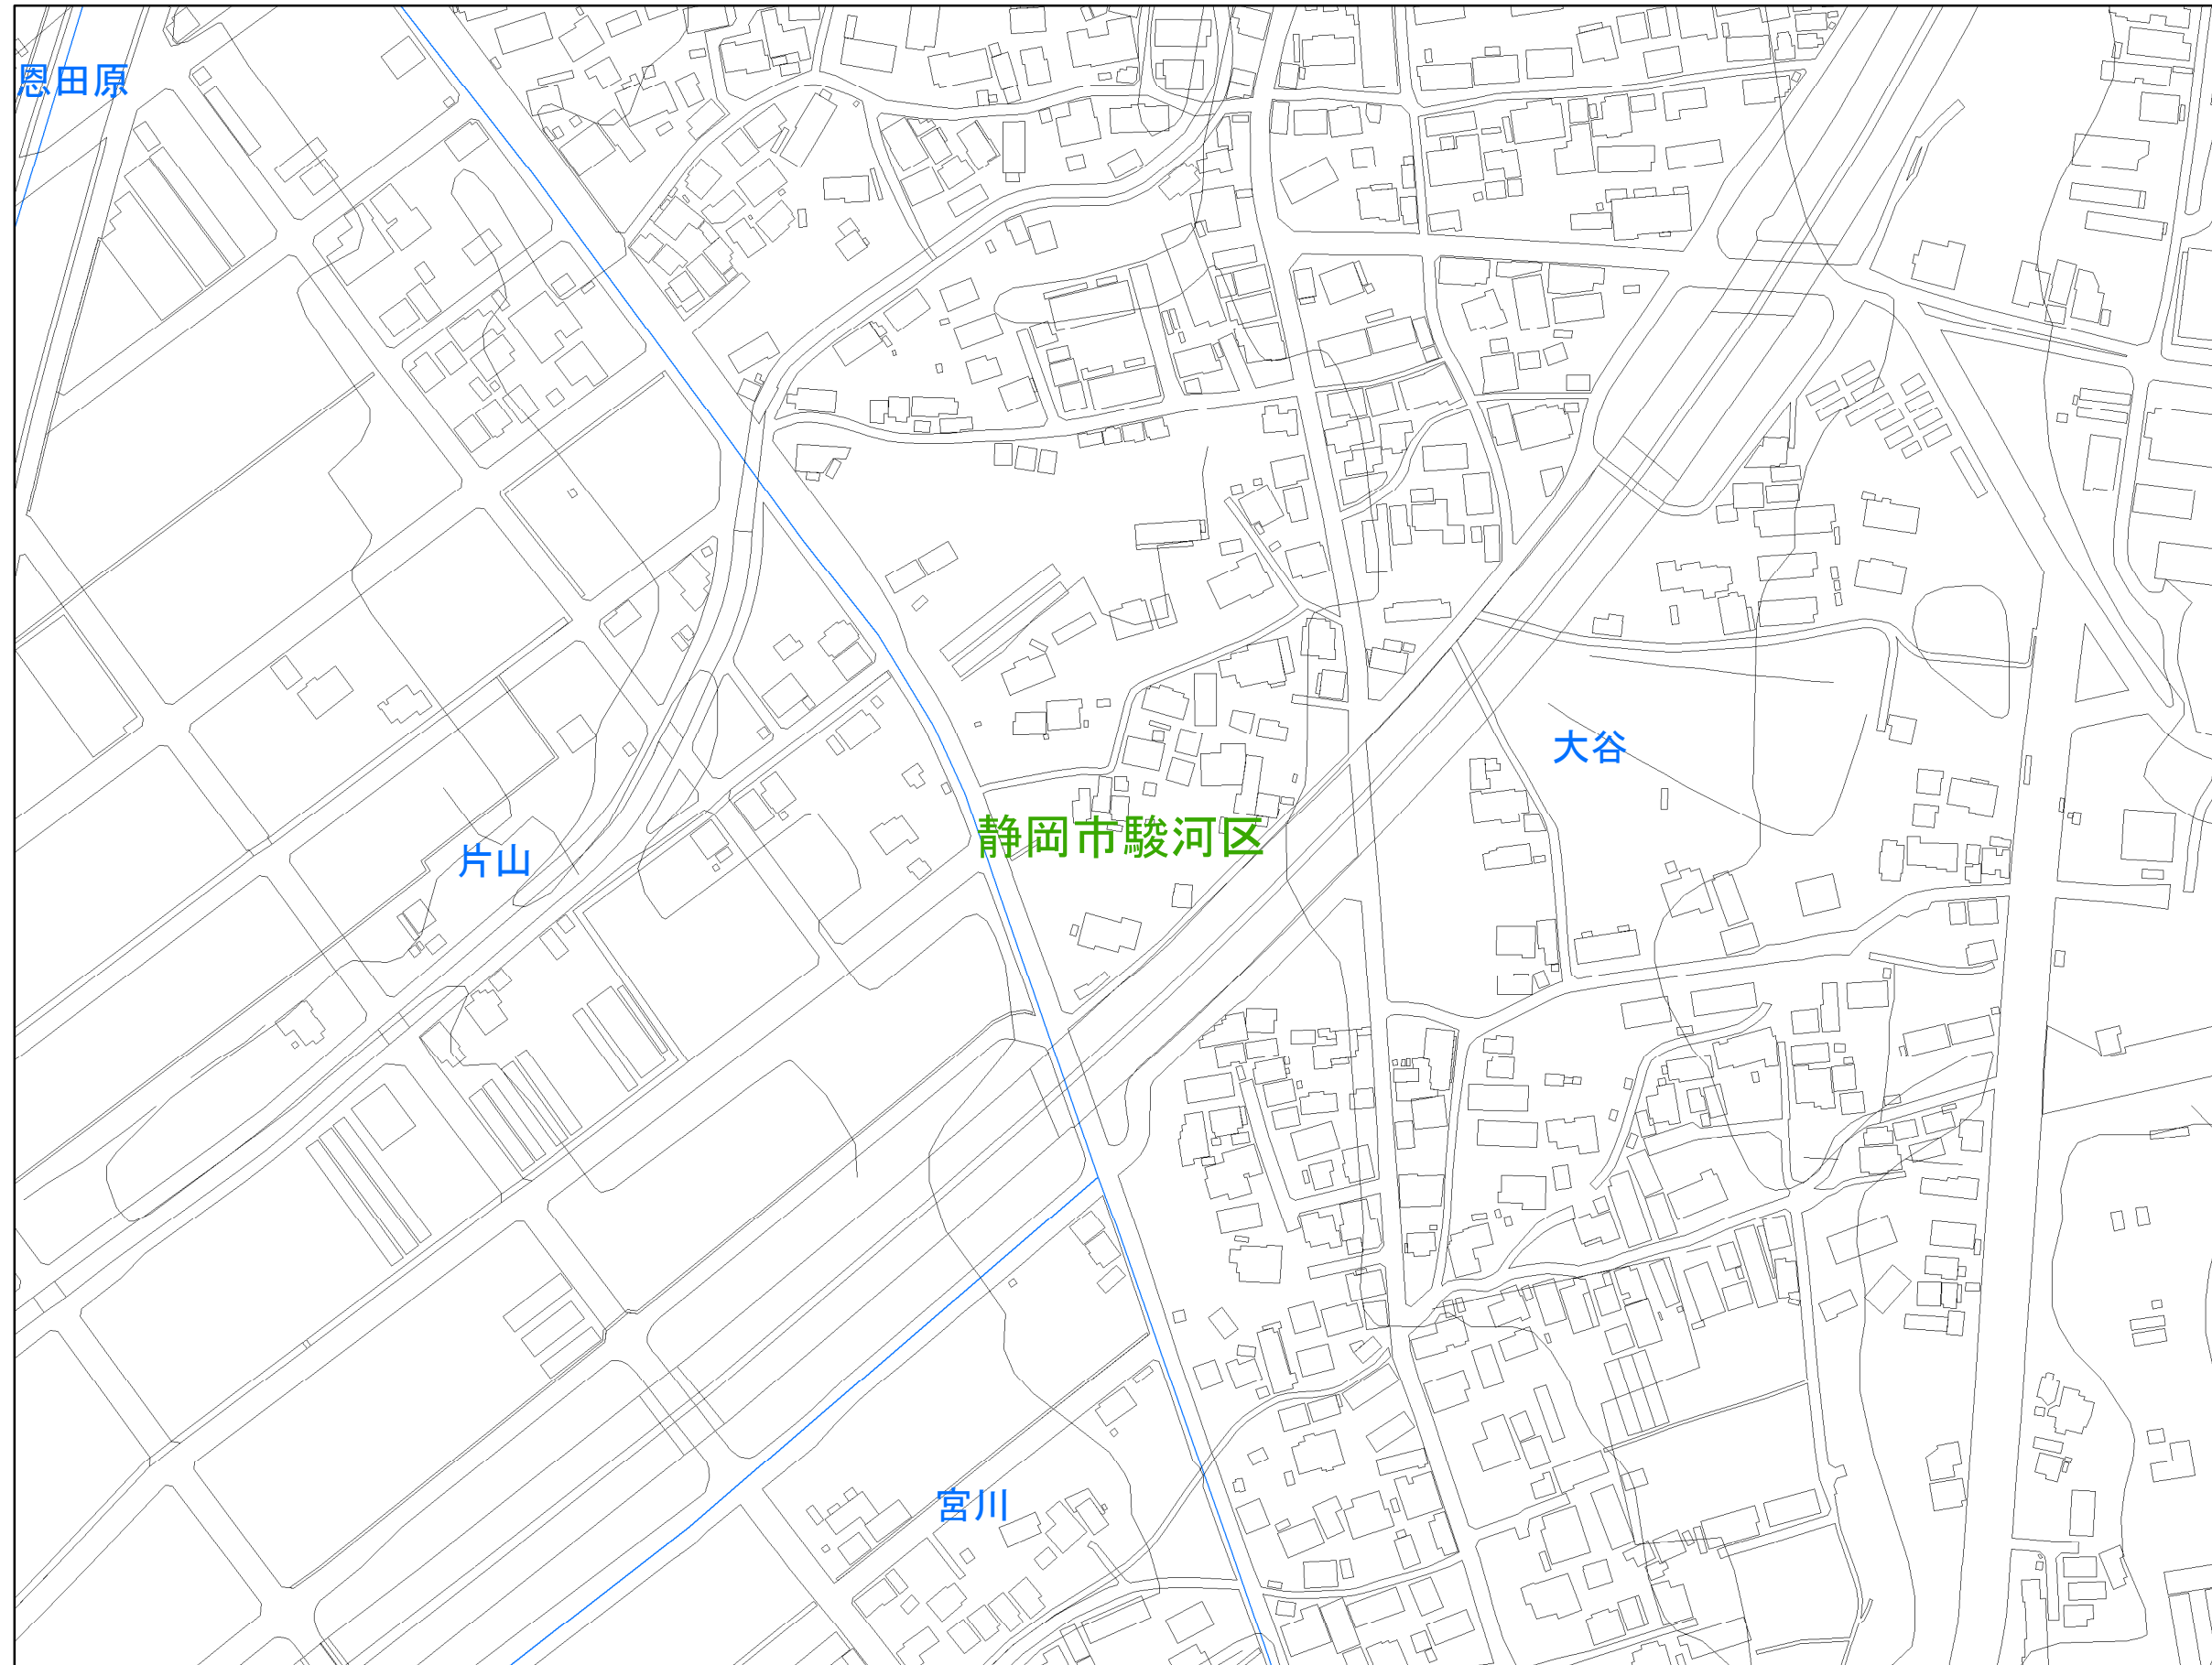 恩田原
大谷
静岡市駿河区
片山
宮川